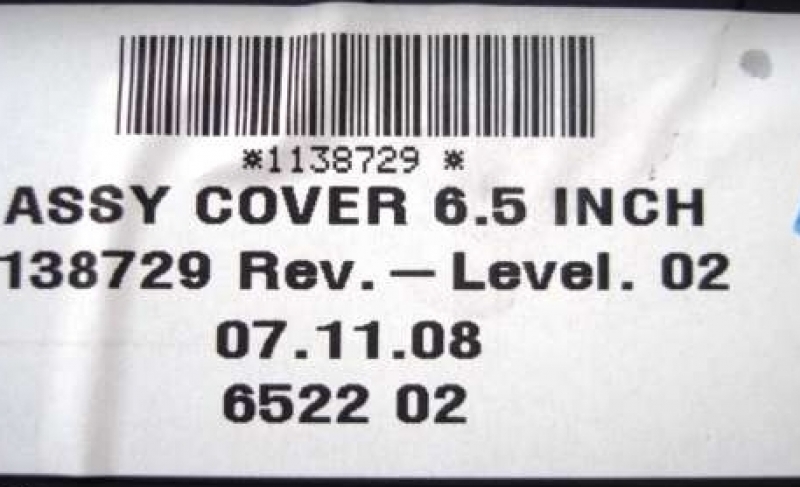 *1138729 *
ASSY COVER 6.5 INCH
138729 Rev. — Level. 02
07.11.08
6522 02